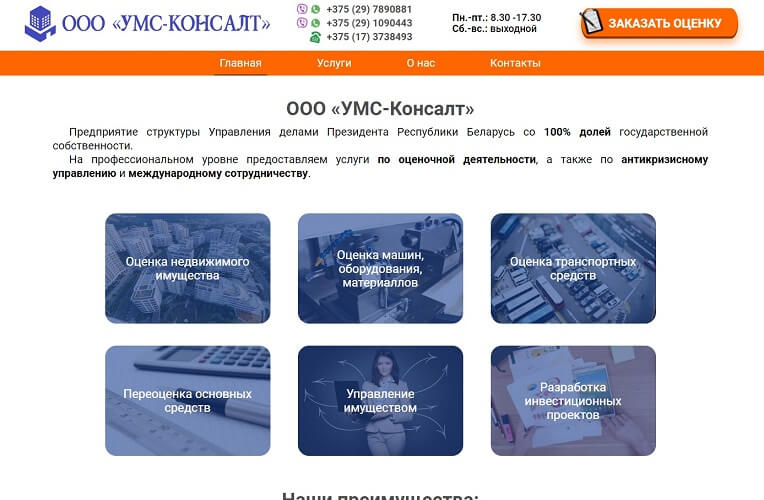 ООО «УМС-КОНСАЛТ»
+375 (29) 7890881
+375 (29) 1090443
+375 (17) 3738493
Пн.-пт.: 8.30 -17.30
Сб.-вс.: выходной
ЗАКАЗАТЬ ОЦЕНКУ
Главная Услуги О нас Контакты
ООО «УМС-Консалт»
Предприятие структуры Управления делами Президента Республики Беларусь со 100% долей государственной
собственности.
На профессиональном уровне предоставляем услуги по оценочной деятельности, а также по антикризисному
управлению и международному сотрудничеству.
Оценка недвижимого
имущества
Оценка машин,
оборудования,
материаллов
Оценка транспортных
средств
Переоценка основных
средств
Управление
имуществом
Разработка
инвестиционных
проектов
Наши преимущества: